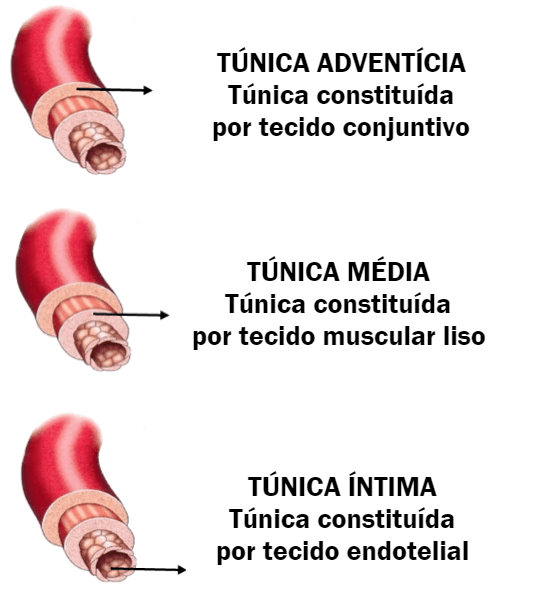 TÚNICA ADVENTÍCIA
Túnica constituída
por tecido conjuntivo
TÚNICA MÉDIA
Túnica constituída
por tecido muscular liso
TÚNICA ÍNTIMA
Túnica constituída
por tecido endotelial